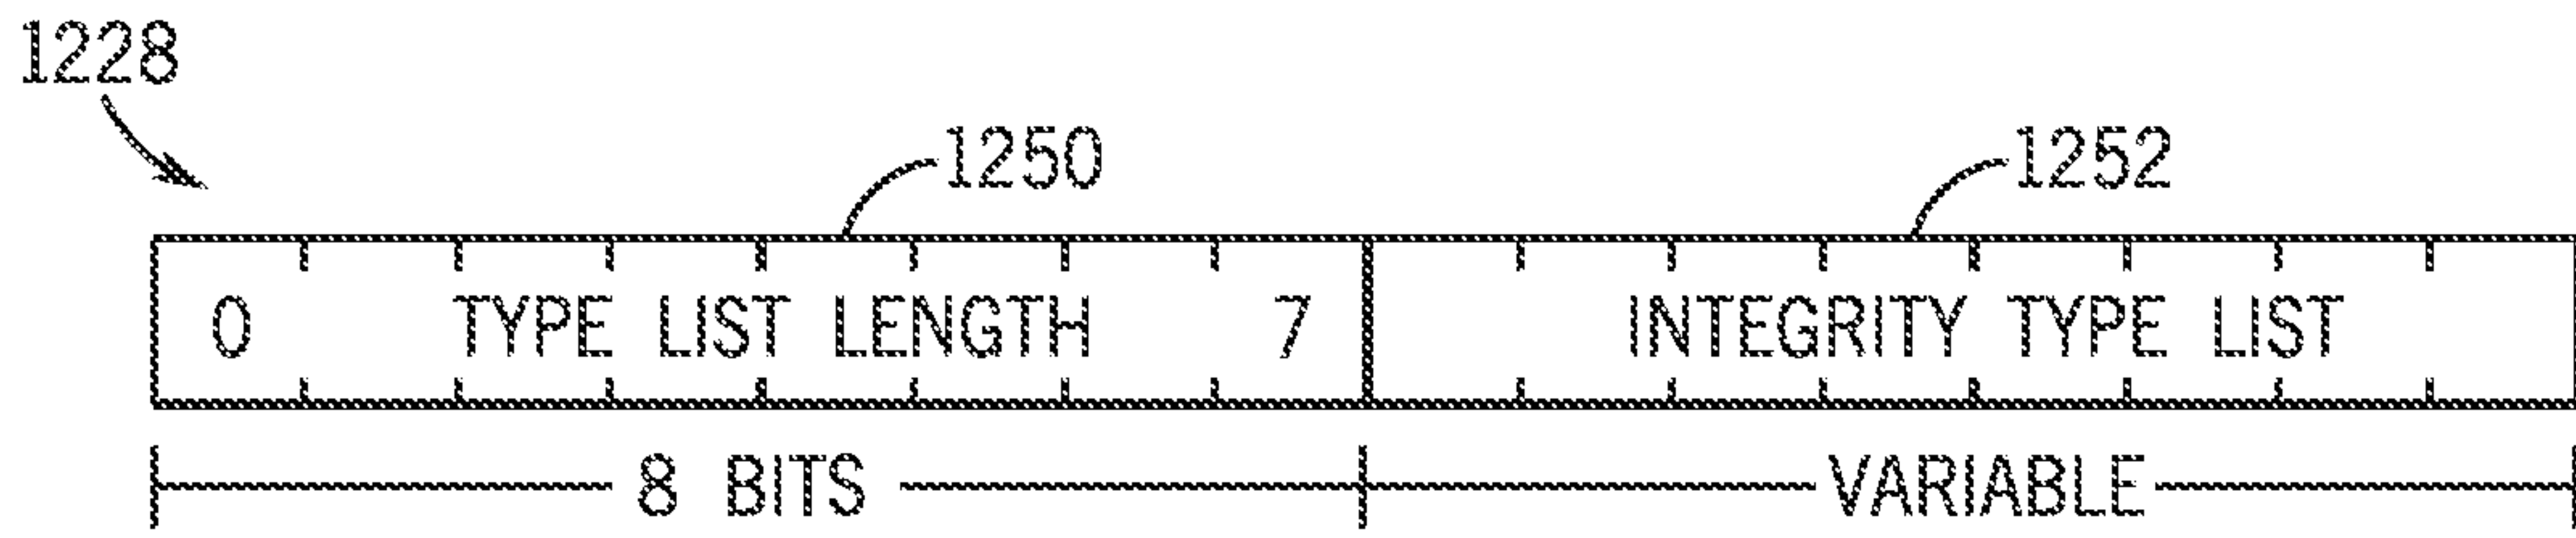 1228
1250 1252
0 TYPE LIST LENGTH 7 INTEGRITY TYPE LIST
8 BITS VARIABLE